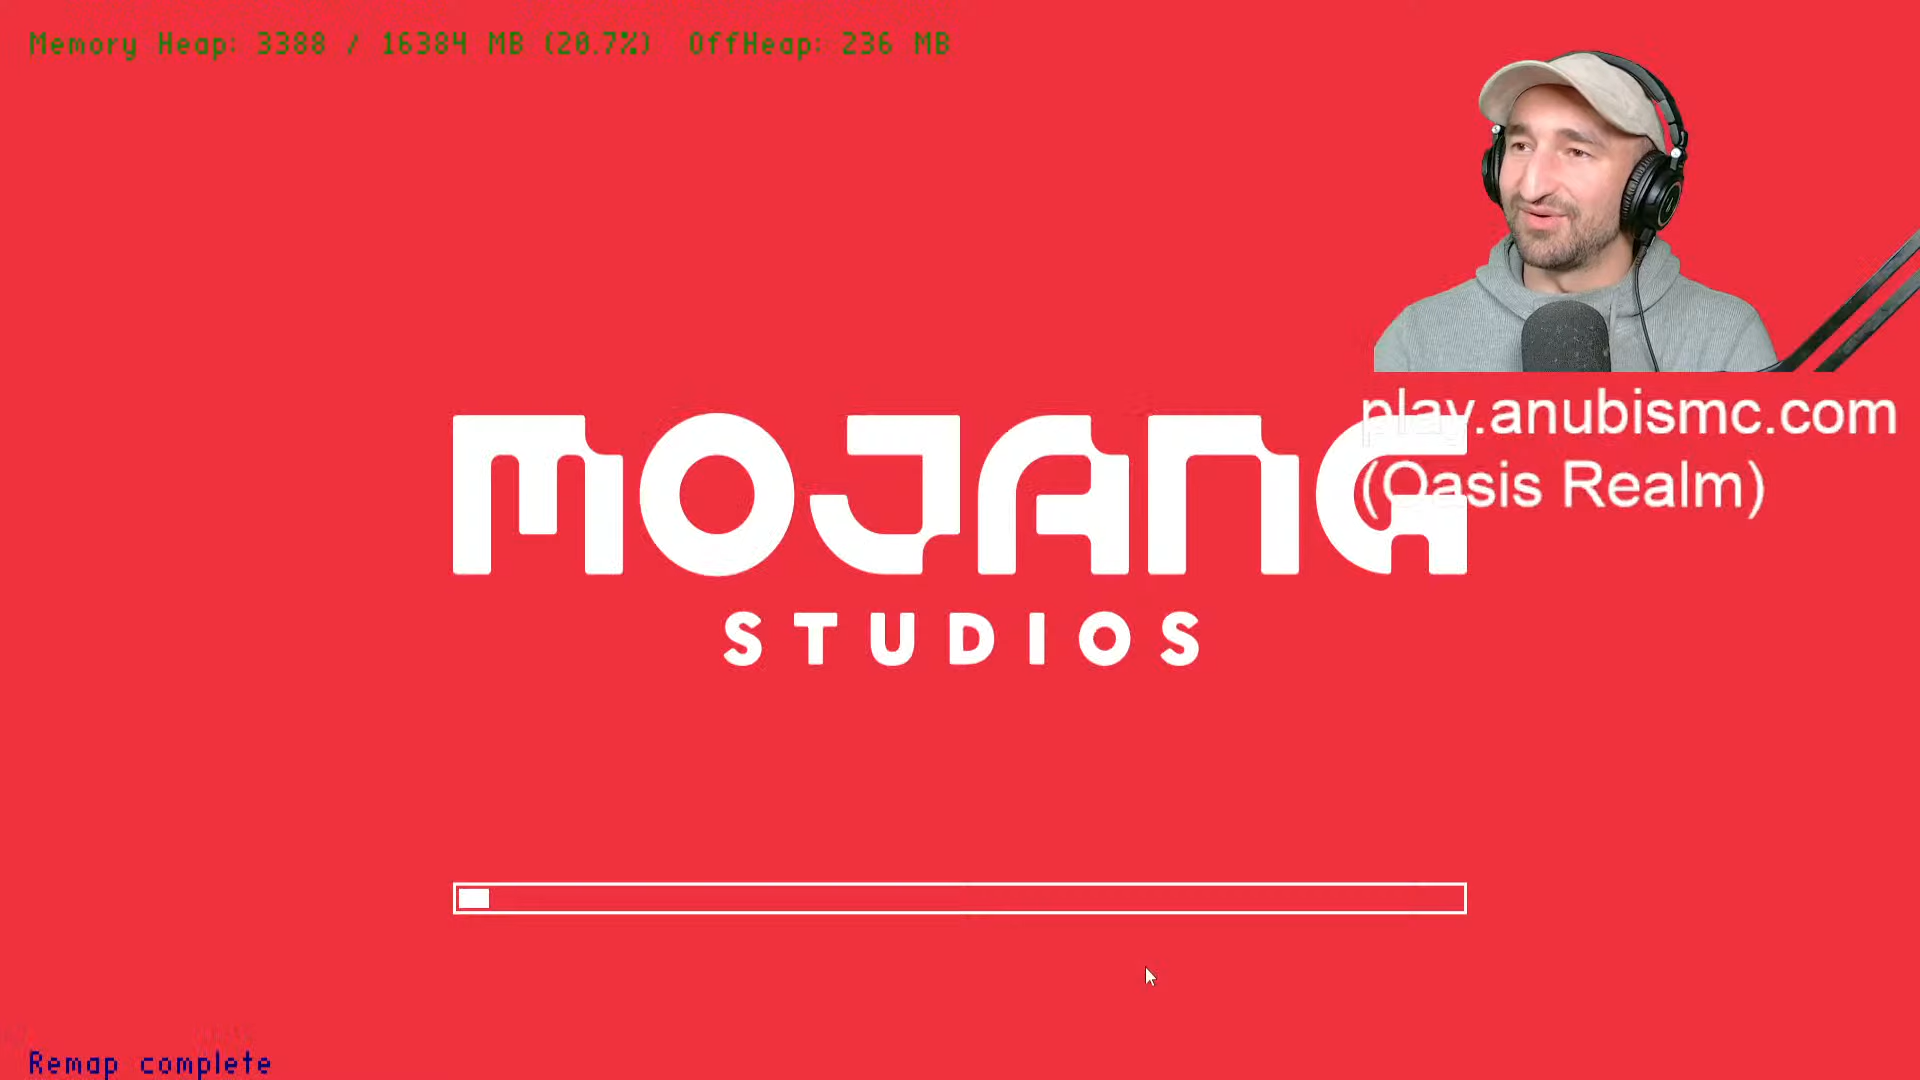 Memory Heap: 3388 / 16384 MB (20.7%)  OffHeap: 236 MB
play.anubismc.com
(Oasis Realm)
MOJANG
STUDIOS
Remap complete